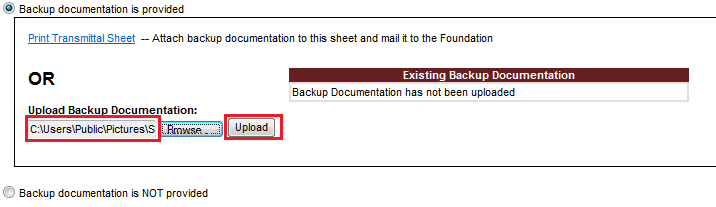 Backup documentation is provided
Print Transmittal Sheet -- Attach backup documentation to this sheet and mail it to the Foundation
OR
Existing Backup Documentation
Backup Documentation has not been uploaded
Upload Backup Documentation:
C:\Users\Public\Pictures\S Browse... Upload
Backup documentation is NOT provided